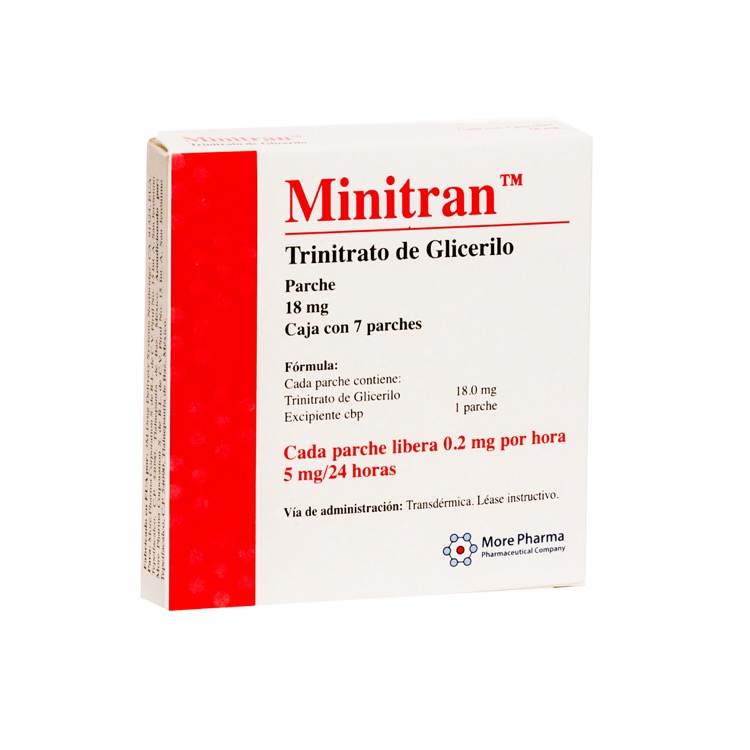 Minitran™
Trinitrato de Glicerilo
Minitran™
Trinitrato de Glicerilo
Parche
18 mg
Caja con 7 parches
Fórmula:
Cada parche contiene:
Trinitrato de Glicerilo 18.0 mg
Excipiente cbp 1 parche
Cada parche libera 0.2 mg por hora
5 mg/24 horas
Vía de administración: Transdérmica. Léase instructivo.
More Pharma
Pharmaceutical Company